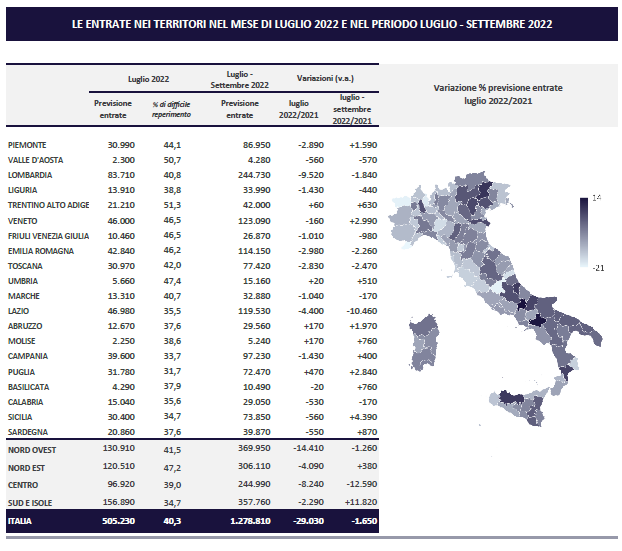 LE ENTRATE NEI TERRITORI NEL MESE DI LUGLIO 2022 E NEL PERIODO LUGLIO - SETTEMBRE 2022
Luglio 2022 Luglio - Settembre 2022 Variazioni (v.a.)
Previsione entrate % di difficile reperimento Previsione entrate luglio 2022/2021 luglio - settembre 2022/2021
PIEMONTE 30.990 44,1 86.950 -2.890 +1.590
VALLE D'AOSTA 2.300 50,7 4.280 -560 -570
LOMBARDIA 83.710 40,8 244.730 -9.520 -1.840
LIGURIA 13.910 38,8 33.990 -1.430 -440
TRENTINO ALTO ADIGE 21.210 51,3 42.000 +60 +630
VENETO 46.000 46,5 123.090 -160 +2.990
FRIULI VENEZIA GIULIA 10.460 46,5 26.870 -1.010 -980
EMILIA ROMAGNA 42.840 46,2 114.150 -2.980 -2.260
TOSCANA 30.970 42,0 77.420 -2.830 -2.470
UMBRIA 5.660 47,4 15.160 +20 +510
MARCHE 13.310 40,7 32.880 -1.040 -170
LAZIO 46.980 35,5 119.530 -4.400 -10.460
ABRUZZO 12.670 37,6 29.560 +170 +1.970
MOLISE 2.250 38,6 5.240 +170 +760
CAMPANIA 39.600 33,7 97.230 -1.430 +400
PUGLIA 31.780 31,7 72.470 +470 +2.840
BASILICATA 4.290 37,9 10.490 -20 +760
CALABRIA 15.040 35,6 29.050 -530 -170
SICILIA 30.400 34,7 73.850 -560 +4.390
SARDEGNA 20.860 37,6 39.870 -550 +870
NORD OVEST 130.910 41,5 369.950 -14.410 -1.260
NORD EST 120.510 47,2 306.110 -4.090 +380
CENTRO 96.920 39,0 244.990 -8.240 -12.590
SUD E ISOLE 156.890 34,7 357.760 -2.290 +11.820
ITALIA 505.230 40,3 1.278.810 -29.030 -1.650
Variazione % previsione entrate
luglio 2022/2021
14
-21